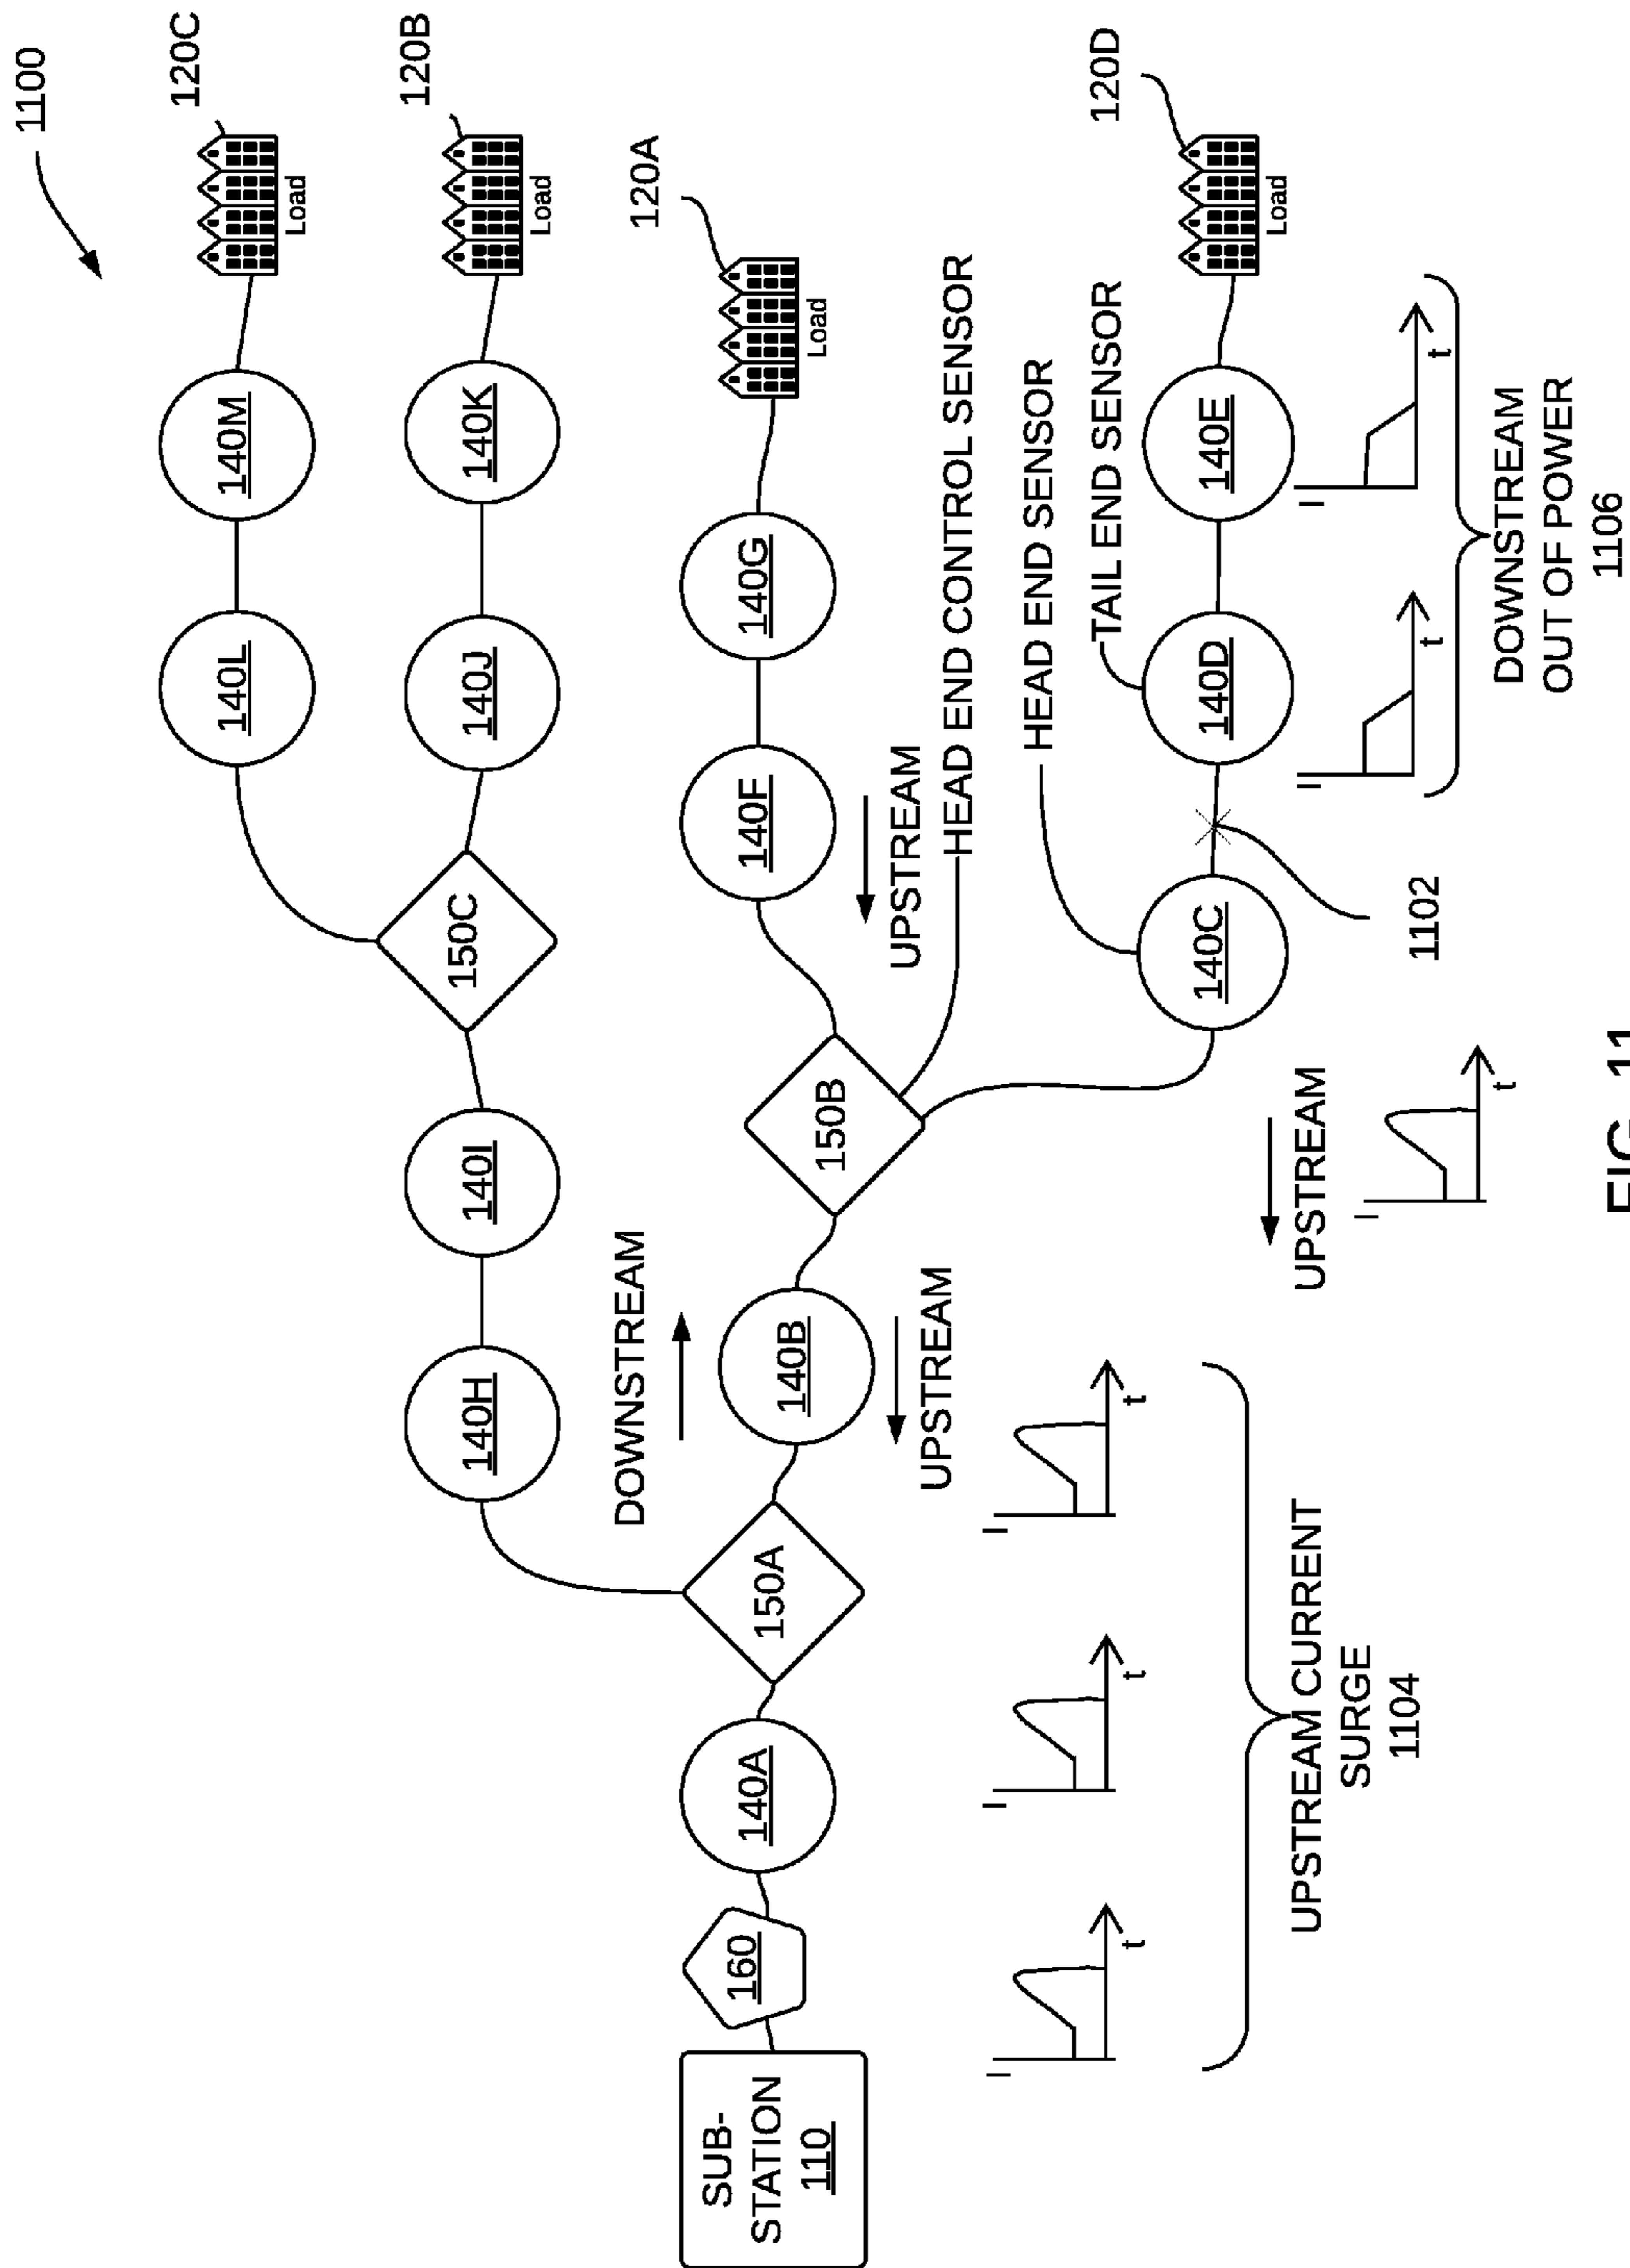 1100
120C
Load
140M
140L
120B
Load
140K
140J
150C
140I
140H
120A
Load
140G
140F
UPSTREAM
HEAD END CONTROL SENSOR
150B
DOWNSTREAM
140B
UPSTREAM
150A
140A
160
SUB-
STATION
110
HEAD END SENSOR
TAIL END SENSOR
120D
Load
140E
140D
140C
1102
UPSTREAM
I
t
I
t
I
t
I
t
I
t
I
t
UPSTREAM CURRENT
SURGE
1104
DOWNSTREAM
OUT OF POWER
1106